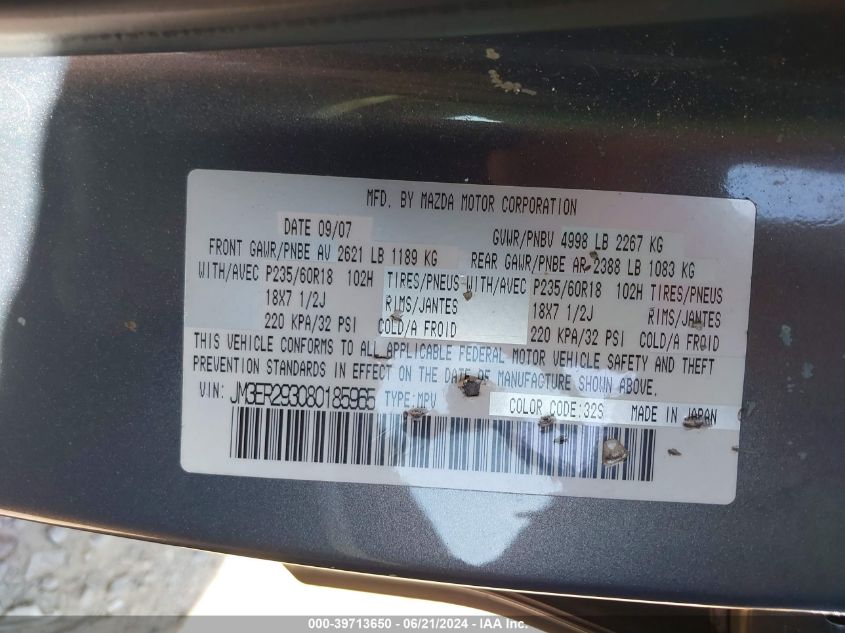 MFD. BY MAZDA MOTOR CORPORATION
DATE 09/07 GVWR/PNBV 4998 LB 2267 KG
FRONT GAWR/PNBE AV 2621 LB 1189 KG REAR GAWR/PNBE AR 2388 LB 1083 KG
WITH/AVEC P235/60R18 102H TIRES/PNEUS WITH/AVEC P235/60R18 102H TIRES/PNEUS
18X7 1/2J RIMS/JANTES 18X7 1/2J RIMS/JANTES
220 KPA/32 PSI COLD/A FROID 220 KPA/32 PSI COLD/A FROID
THIS VEHICLE CONFORMS TO ALL APPLICABLE FEDERAL MOTOR VEHICLE SAFETY AND THEFT
PREVENTION STANDARDS IN EFFECT ON THE DATE OF MANUFACTURE SHOWN ABOVE.
VIN: JM3ER293080185965 TYPE:MPV COLOR CODE:32S MADE IN JAPAN
000-39713650 - 06/21/2024 - IAA Inc.